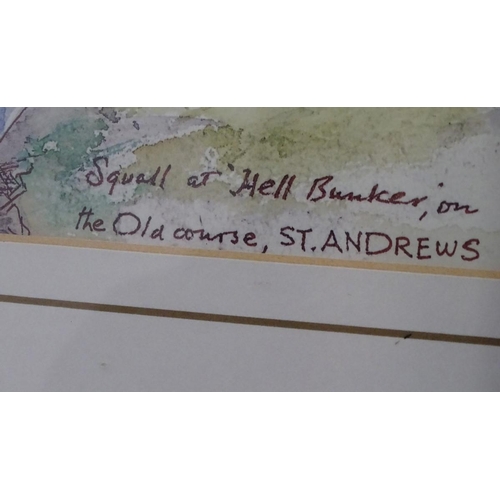 Squall at 'Hell Bunker,' on
the Old course, ST. ANDREWS